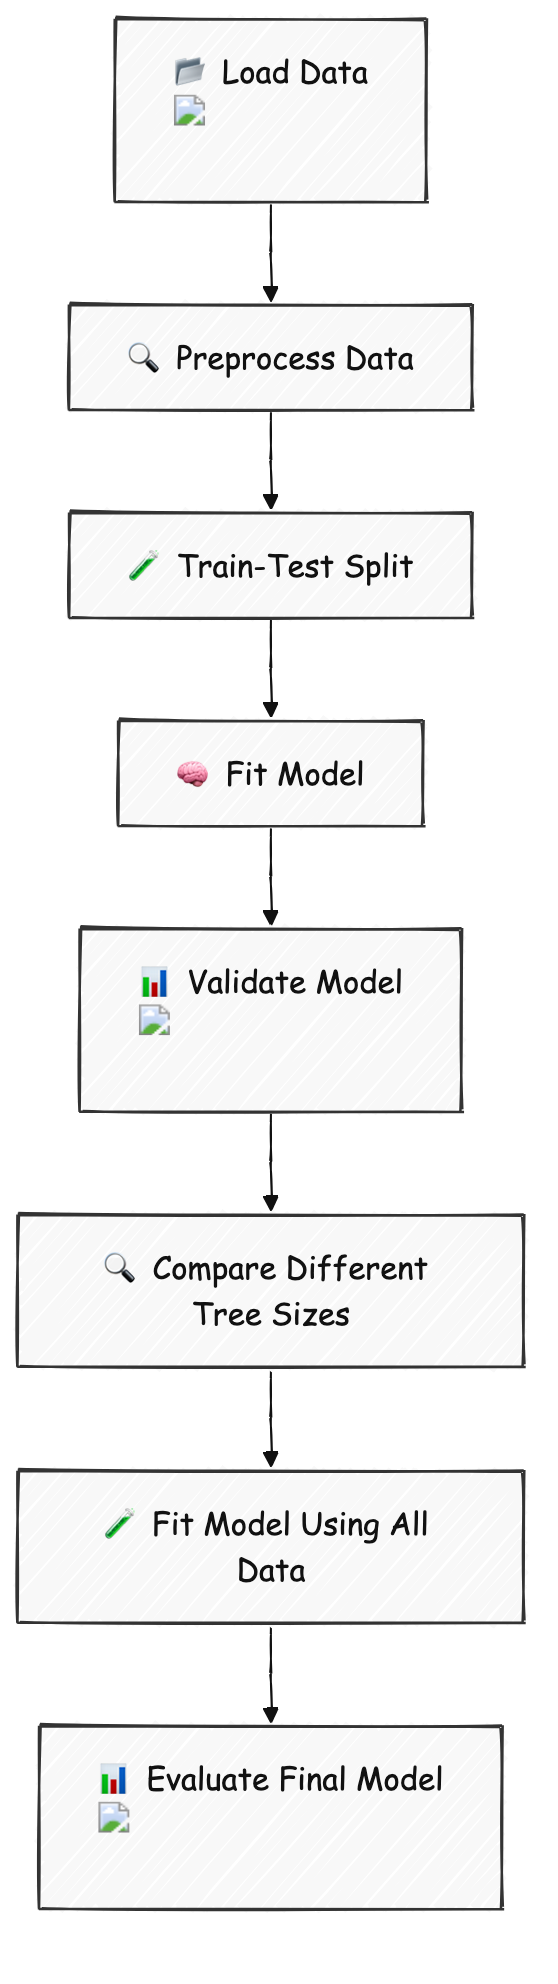 Load Data
Preprocess Data
Train-Test Split
Fit Model
Validate Model
Compare Different
Tree Sizes
Fit Model Using All
Data
Evaluate Final Model